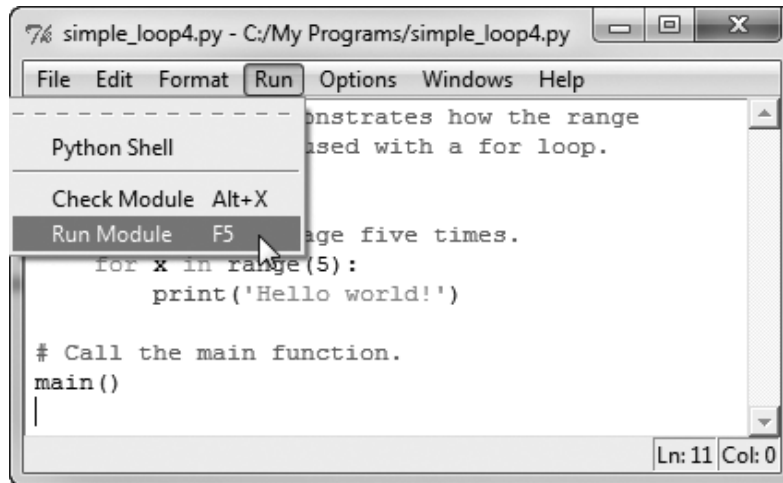 simple_loop4.py - C:/My Programs/simple_loop4.py
File Edit Format Run Options Windows Help
nstrates how the range
Python Shell
used with a for loop.
Check Module Alt+X
Run Module F5
age five times.
for x in range(5):
print('Hello world!')
# Call the main function.
main()
Ln: 11 Col: 0